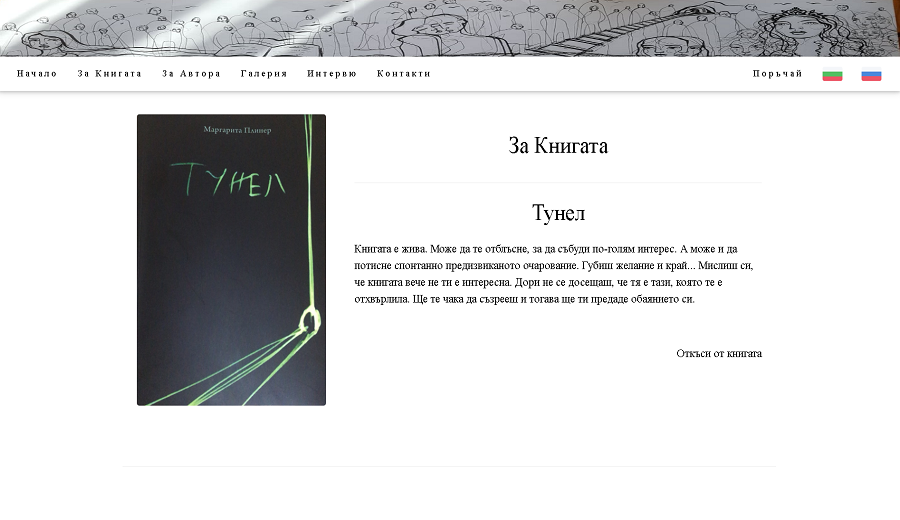 Начало За Книгата За Автора Галерия Интервю Контакти Поръчай
Маргарита Плинер
Тунел
За Книгата
Тунел
Книгата е жива. Може да те отблъсне, за да събуди по-голям интерес. А може и да
потисне спонтанно предизвиканото очарование. Губиш желание и край... Мислиш си,
че книгата вече не ти е интересна. Дори не се досещаш, че тя е тази, която те е
отхвърлила. Ще те чака да съзрееш и тогава ще ти предаде обаянието си.
Откъси от книгата